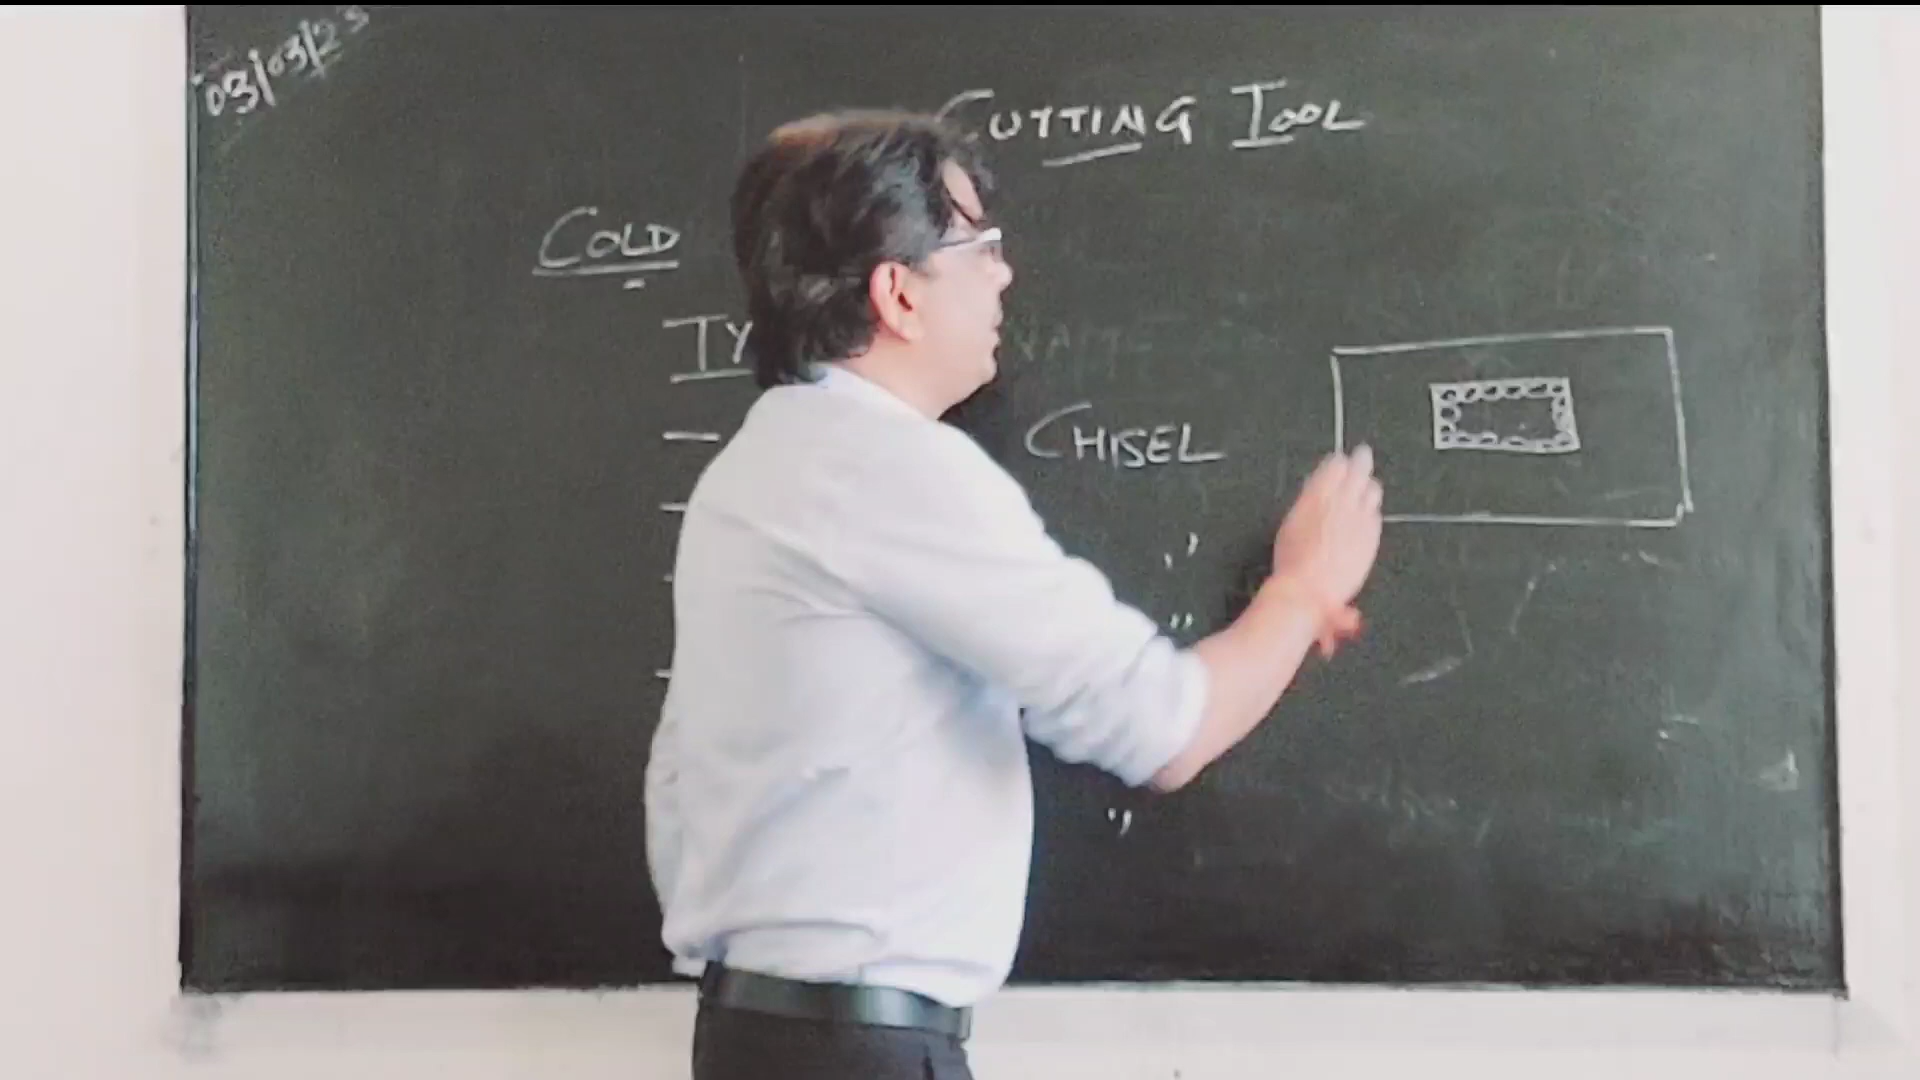 03/03/23
CUTTING TOOL
COLD
TY
CHISEL
,,
,,
,,